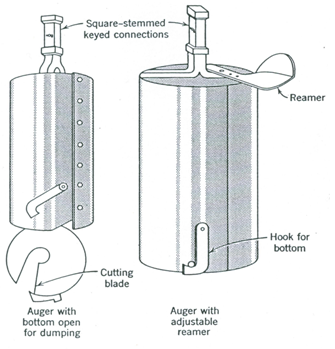 Square-stemmed
keyed connections
Reamer
Hook for
bottom
Cutting
blade
Auger with
bottom open
for dumping
Auger with
adjustable
reamer